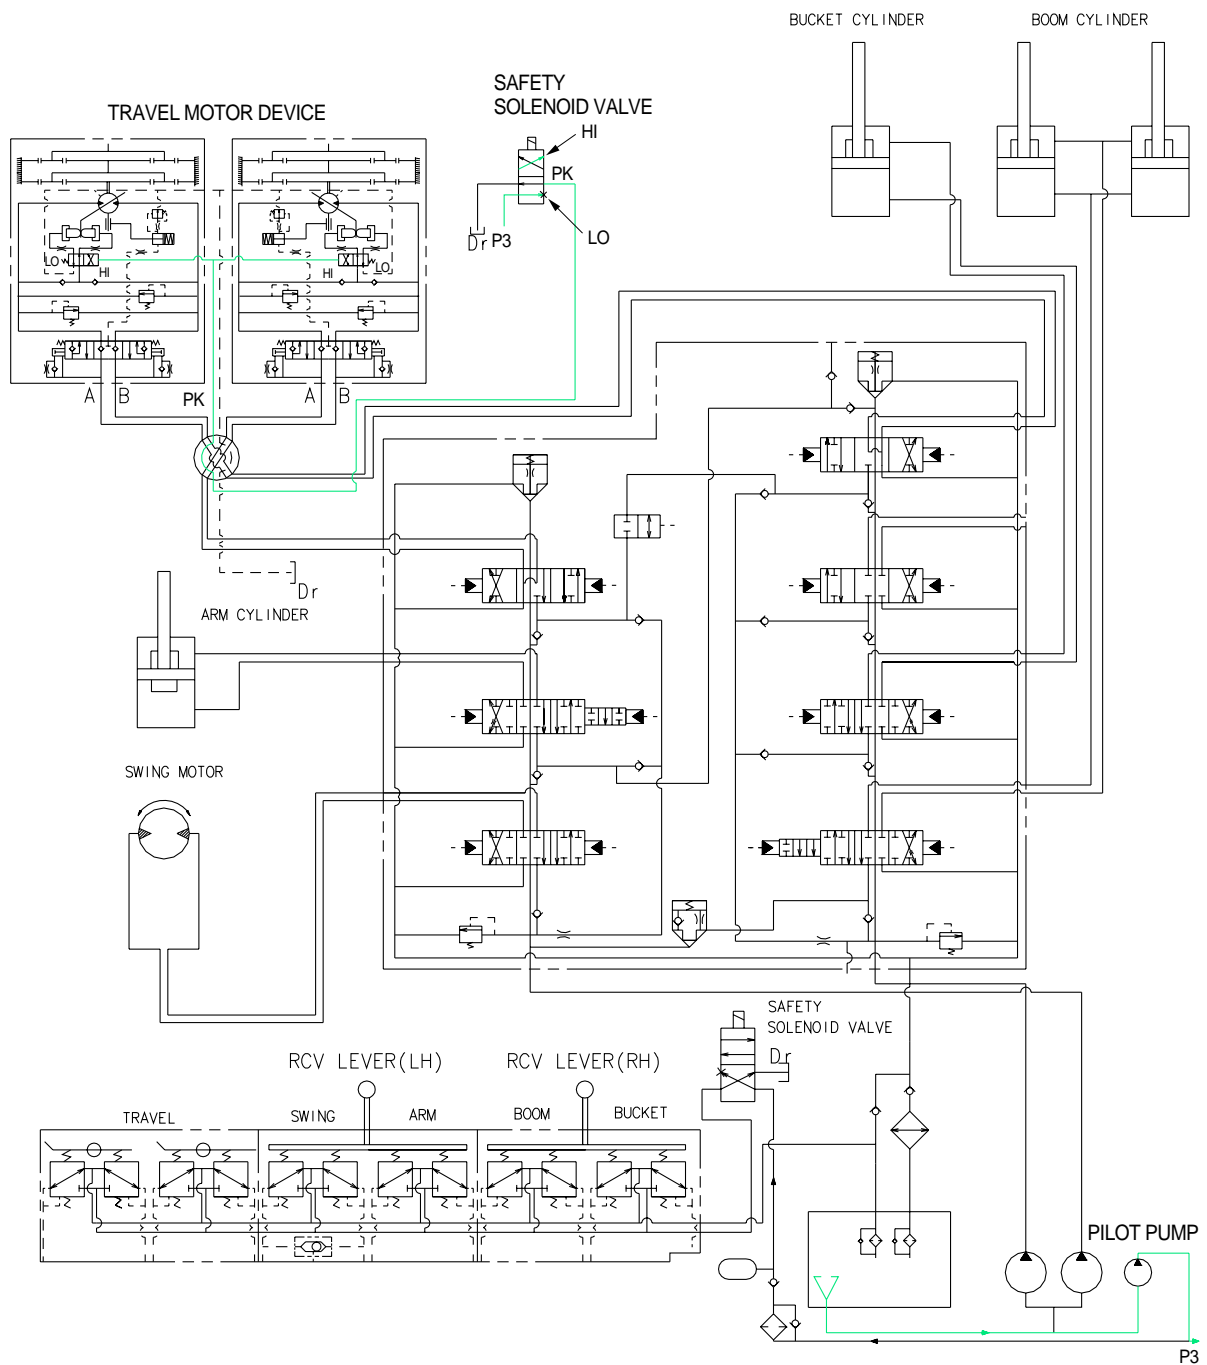 BUCKET CYLINDER
BOOM CYLINDER
SAFETY
SOLENOID VALVE
TRAVEL MOTOR DEVICE
HI
PK
LO
Dr
P3
LO
HI
HI
LO
A
B
PK
A
B
Dr
ARM CYLINDER
SWING MOTOR
SAFETY
SOLENOID VALVE
Dr
RCV LEVER(LH)
RCV LEVER(RH)
TRAVEL
SWING
ARM
BOOM
BUCKET
PILOT PUMP
P3